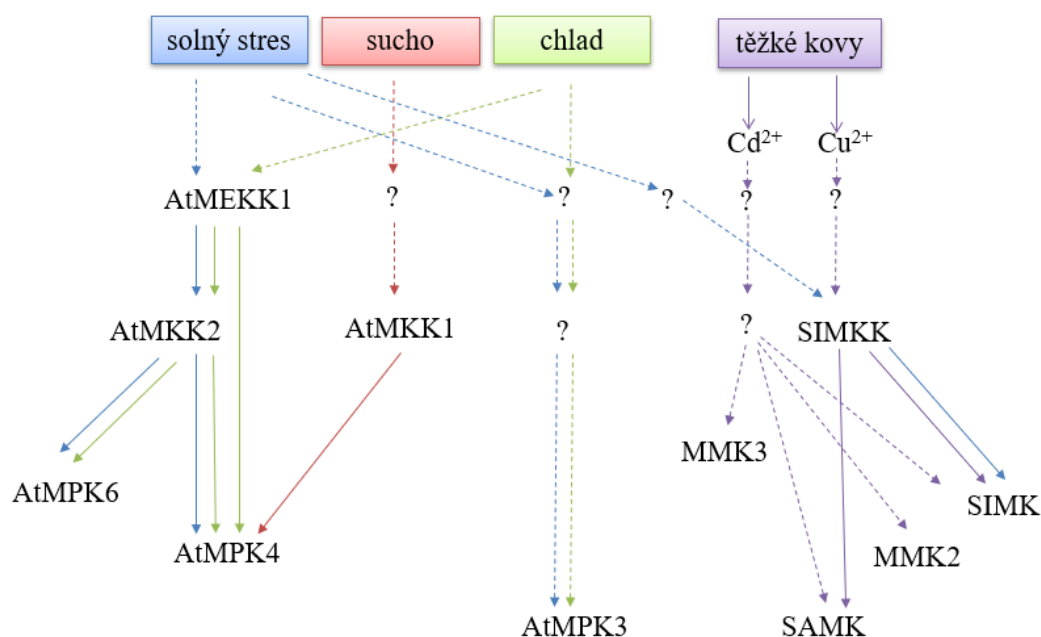 solný stres
sucho
chlad
těžké kovy
Cd²⁺
Cu²⁺
AtMEKK1
?
?
?
?
?
AtMKK2
AtMKK1
?
?
SIMKK
MMK3
AtMPK6
SIMK
AtMPK4
MMK2
AtMPK3
SAMK